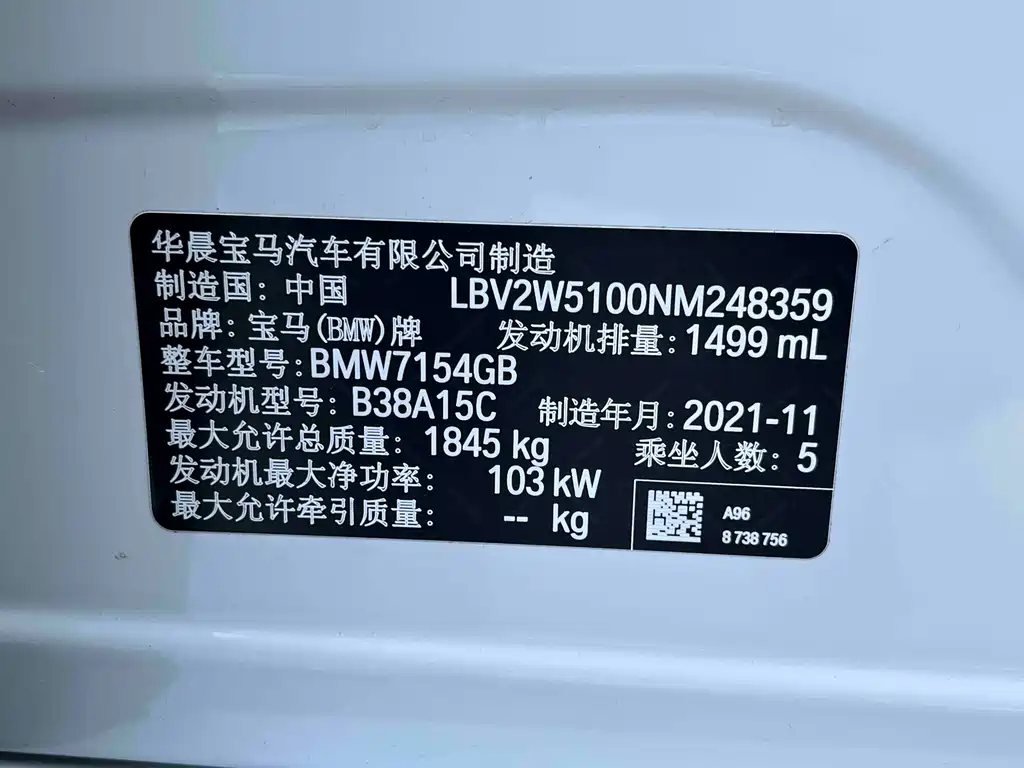 华晨宝马汽车有限公司制造
制造国：中国 LBV2W5100NM248359
品牌：宝马(BMW)牌 发动机排量：1499 mL
整车型号：BMW7154GB
发动机型号：B38A15C 制造年月：2021-11
最大允许总质量：1845 kg 乘坐人数：5
发动机最大净功率：103 kW
最大允许牵引质量：-- kg
A96
8 738 756